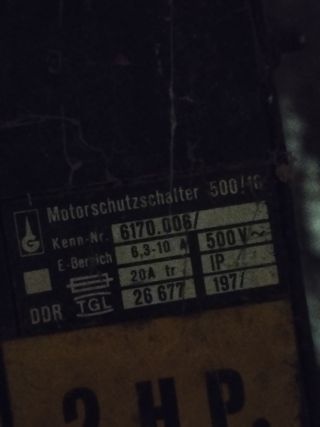 Motorschutzschalter 500/16
Kenn-Nr. 6170.006/
E-Bereich 6,3-10 A 500V~
20A tr IP
DDR TGL 26 677 197/
2 H.P.